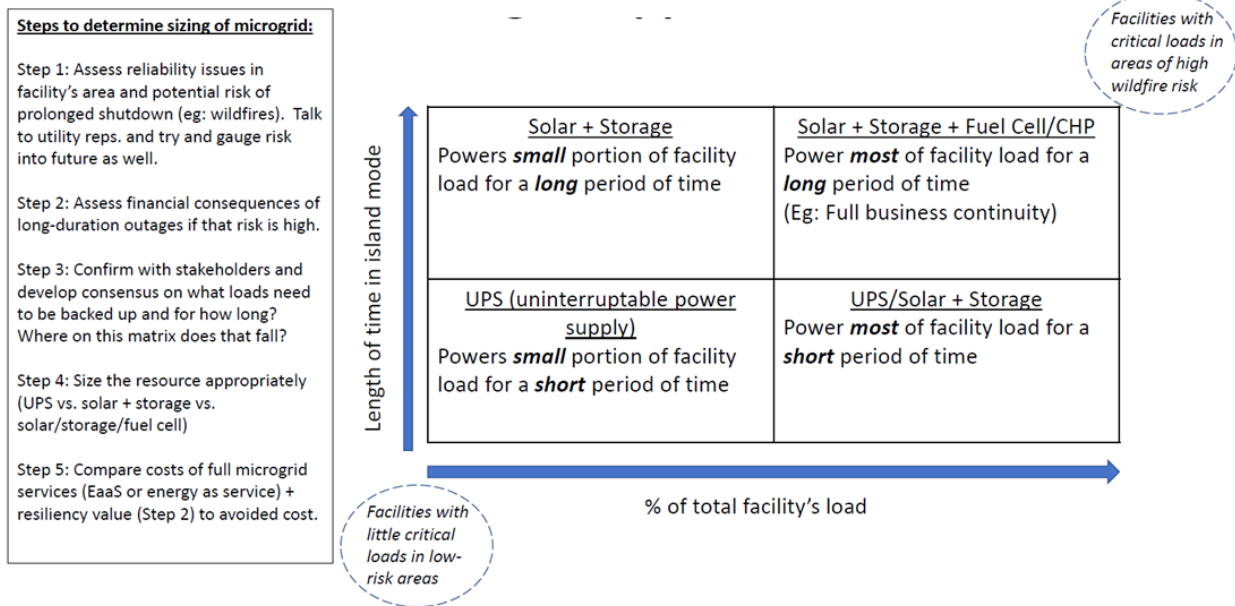 Steps to determine sizing of microgrid:
Step 1: Assess reliability issues in
facility's area and potential risk of
prolonged shutdown (eg: wildfires). Talk
to utility reps. and try and gauge risk
into future as well.
Step 2: Assess financial consequences of
long-duration outages if that risk is high.
Step 3: Confirm with stakeholders and
develop consensus on what loads need
to be backed up and for how long?
Where on this matrix does that fall?
Step 4: Size the resource appropriately
(UPS vs. solar + storage vs.
solar/storage/fuel cell)
Step 5: Compare costs of full microgrid
services (EaaS or energy as service) +
resiliency value (Step 2) to avoided cost.
Facilities with
critical loads in
areas of high
wildfire risk
Length of time in island mode
Solar + Storage
Powers small portion of facility
load for a long period of time
Solar + Storage + Fuel Cell/CHP
Power most of facility load for a
long period of time
(Eg: Full business continuity)
UPS (uninterruptable power
supply)
Powers small portion of facility
load for a short period of time
UPS/Solar + Storage
Power most of facility load for a
short period of time
% of total facility's load
Facilities with
little critical
loads in low-
risk areas